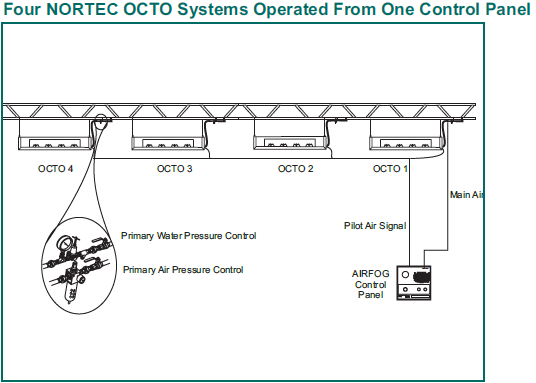 Four NORTEC OCTO Systems Operated From One Control Panel
OCTO 4
OCTO 3
OCTO 2
OCTO 1
Main Air
Pilot Air Signal
Primary Water Pressure Control
Primary Air Pressure Control
AIRFOG
Control
Panel